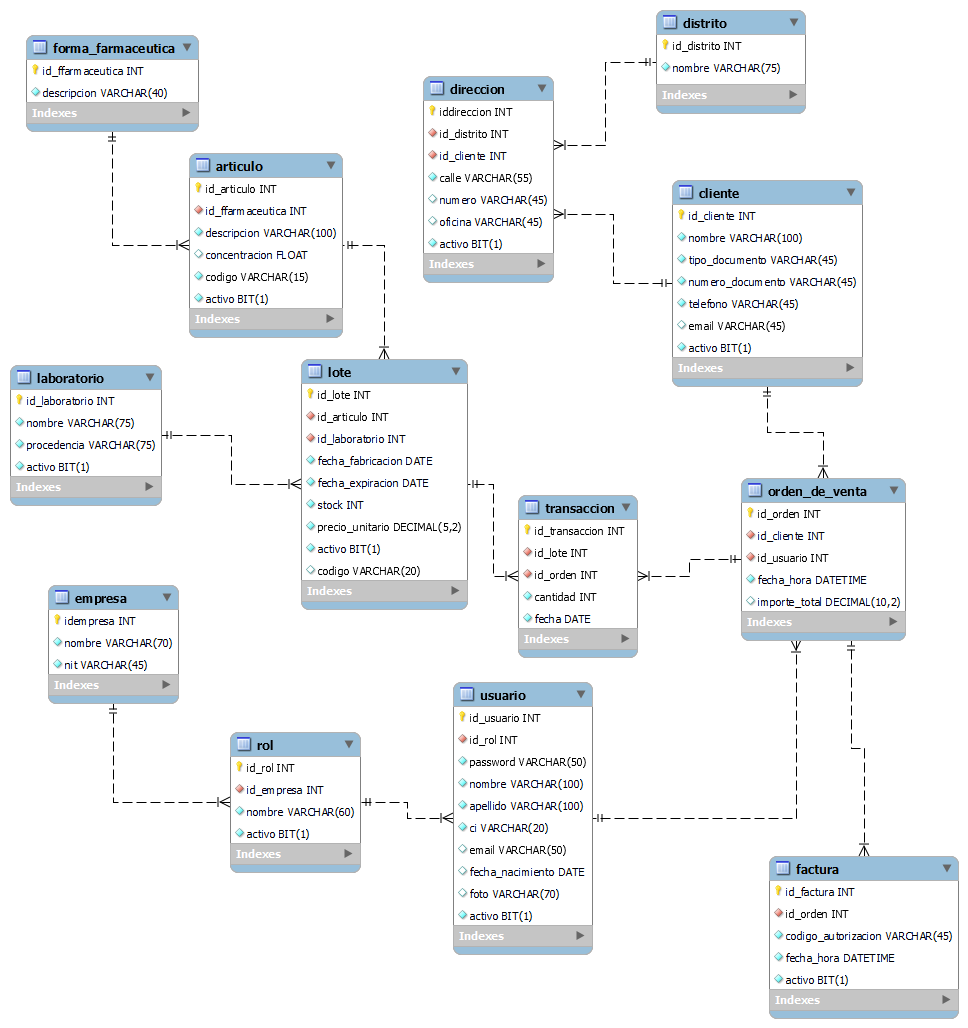 forma_farmaceutica
id_ffarmaceutica INT
descripcion VARCHAR(40)
Indexes
distrito
id_distrito INT
nombre VARCHAR(75)
Indexes
direccion
iddireccion INT
id_distrito INT
id_cliente INT
calle VARCHAR(55)
numero VARCHAR(45)
oficina VARCHAR(45)
activo BIT(1)
Indexes
articulo
id_articulo INT
id_ffarmaceutica INT
descripcion VARCHAR(100)
concentracion FLOAT
codigo VARCHAR(15)
activo BIT(1)
Indexes
cliente
id_cliente INT
nombre VARCHAR(100)
tipo_documento VARCHAR(45)
numero_documento VARCHAR(45)
telefono VARCHAR(45)
email VARCHAR(45)
activo BIT(1)
Indexes
laboratorio
id_laboratorio INT
nombre VARCHAR(75)
procedencia VARCHAR(75)
activo BIT(1)
Indexes
lote
id_lote INT
id_articulo INT
id_laboratorio INT
fecha_fabricacion DATE
fecha_expiracion DATE
stock INT
precio_unitario DECIMAL(5,2)
activo BIT(1)
codigo VARCHAR(20)
Indexes
transaccion
id_transaccion INT
id_lote INT
id_orden INT
cantidad INT
fecha DATE
Indexes
orden_de_venta
id_orden INT
id_cliente INT
id_usuario INT
fecha_hora DATETIME
importe_total DECIMAL(10,2)
Indexes
empresa
idempresa INT
nombre VARCHAR(70)
nit VARCHAR(45)
Indexes
rol
id_rol INT
id_empresa INT
nombre VARCHAR(60)
activo BIT(1)
Indexes
usuario
id_usuario INT
id_rol INT
password VARCHAR(50)
nombre VARCHAR(100)
apellido VARCHAR(100)
ci VARCHAR(20)
email VARCHAR(50)
fecha_nacimiento DATE
foto VARCHAR(70)
activo BIT(1)
Indexes
factura
id_factura INT
id_orden INT
codigo_autorizacion VARCHAR(45)
fecha_hora DATETIME
activo BIT(1)
Indexes